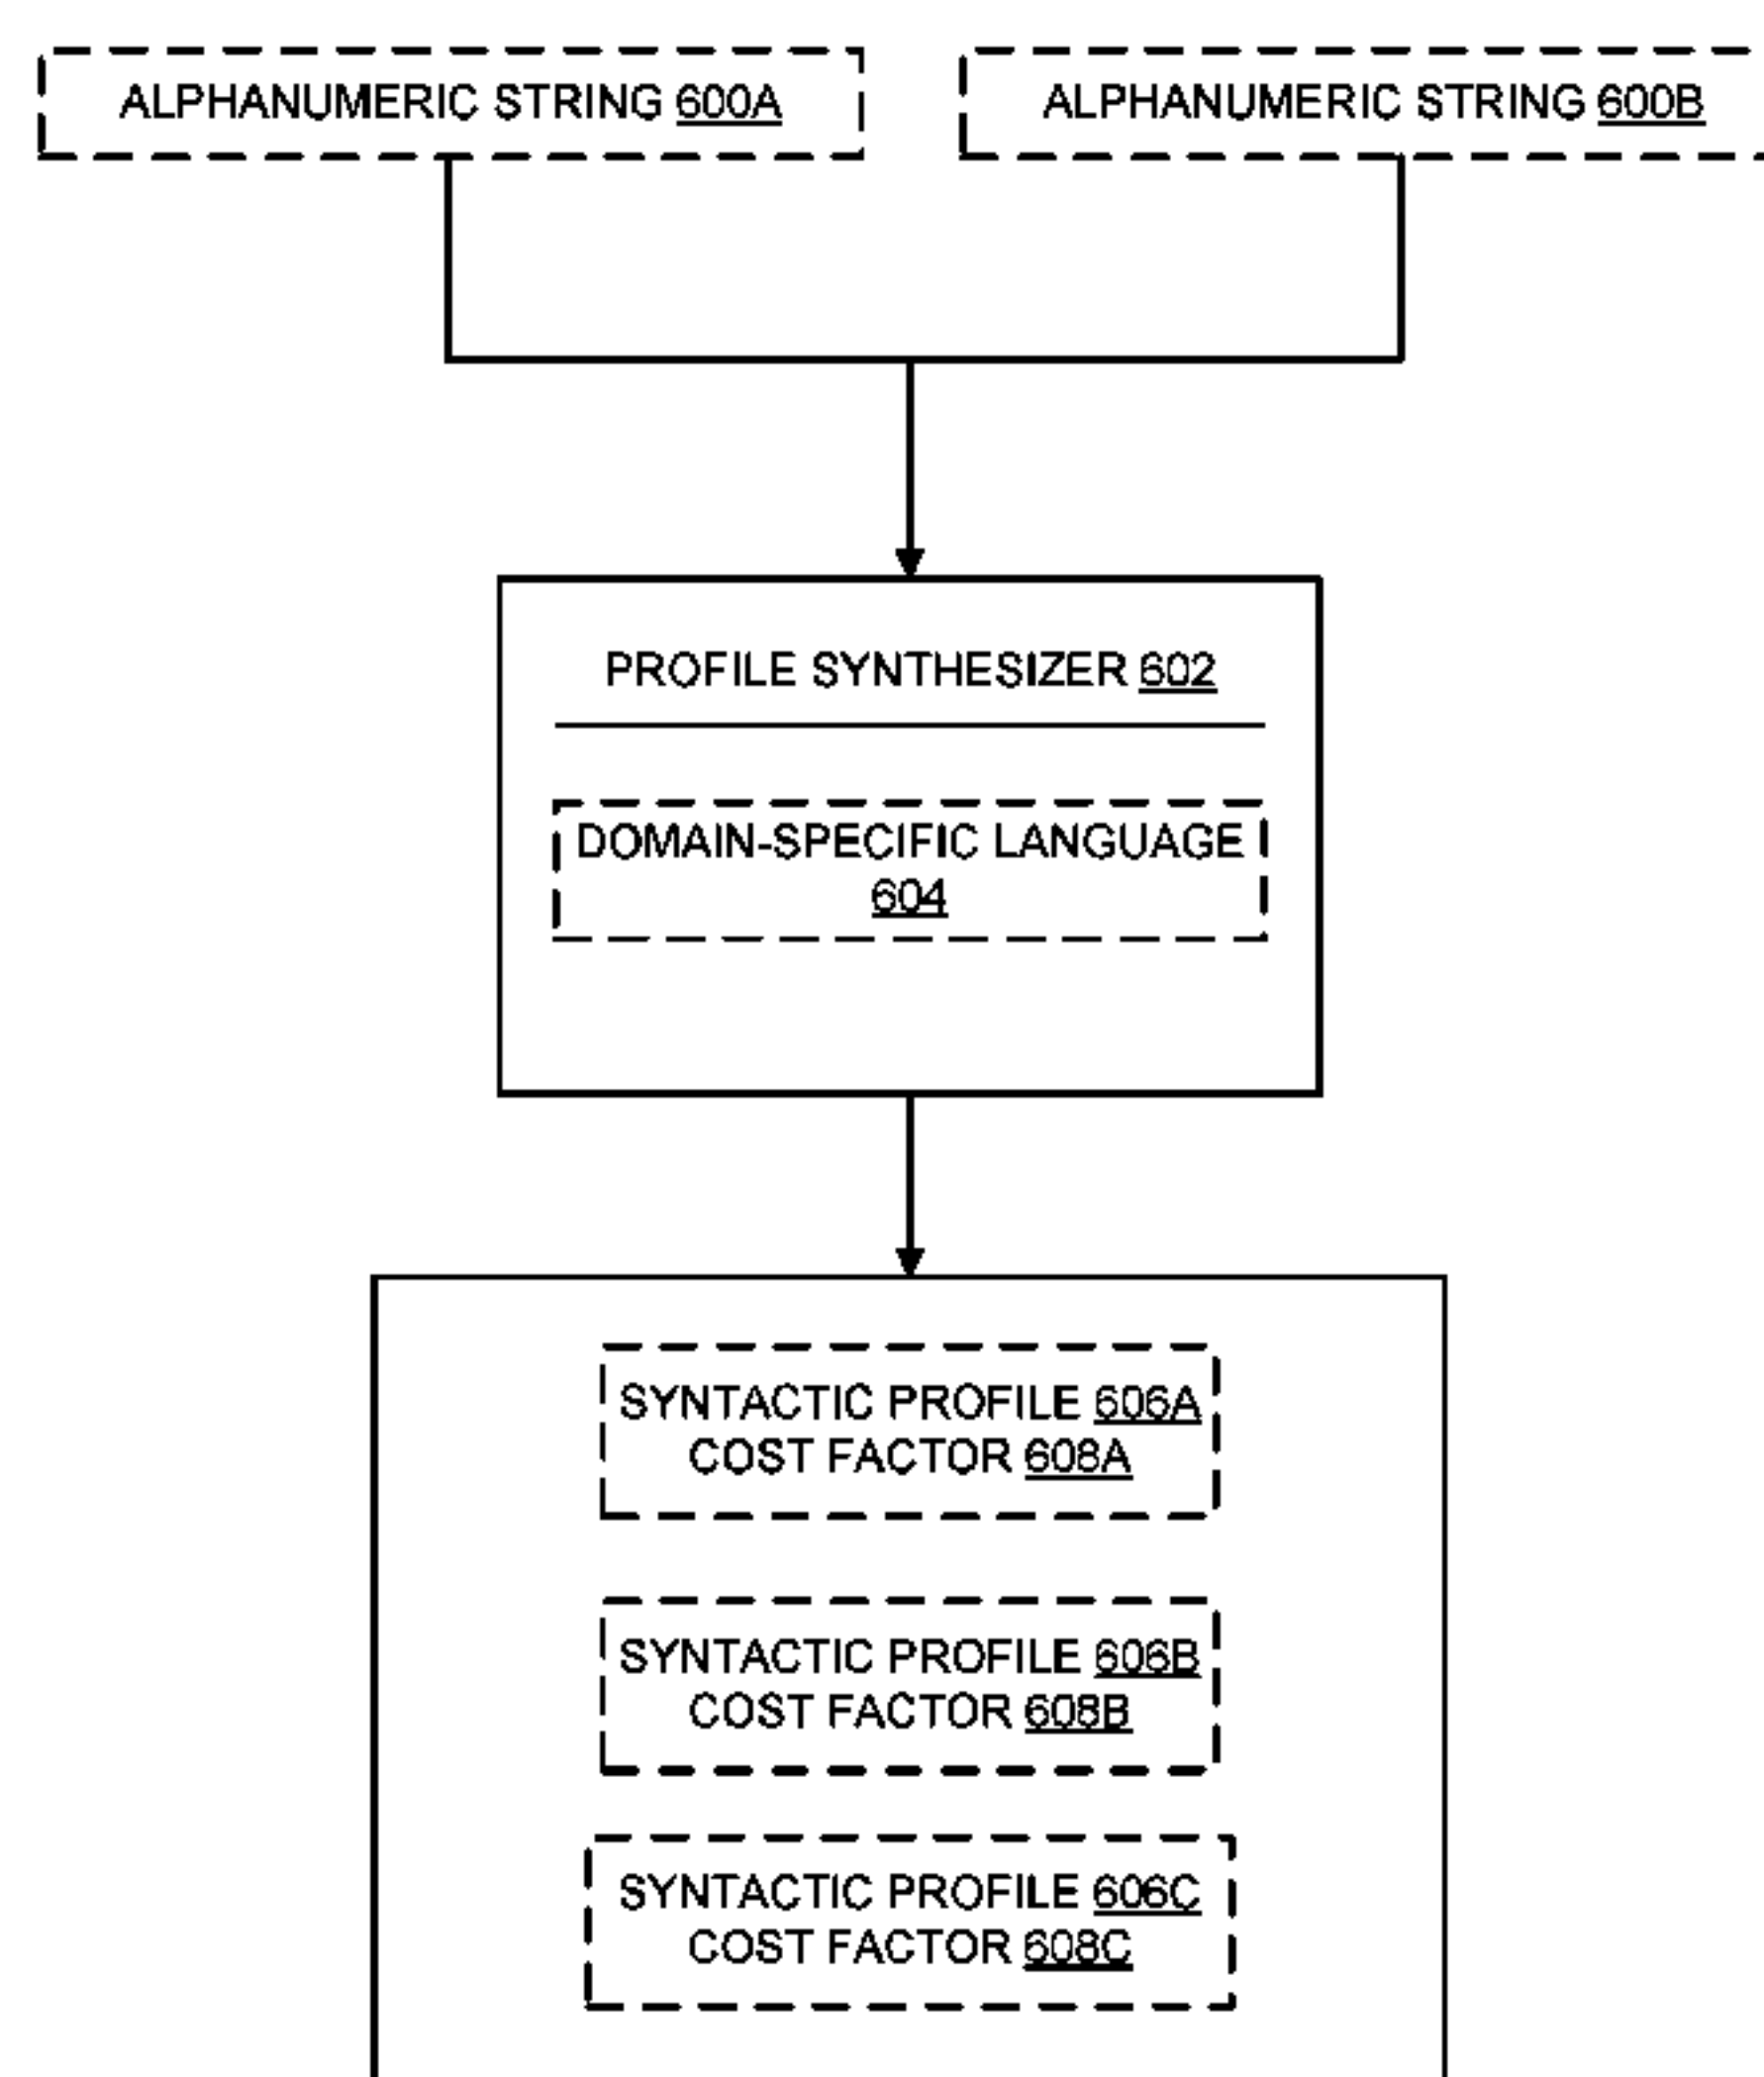 ALPHANUMERIC STRING 600A
ALPHANUMERIC STRING 600B
PROFILE SYNTHESIZER 602
DOMAIN-SPECIFIC LANGUAGE
604
SYNTACTIC PROFILE 606A
COST FACTOR 608A
SYNTACTIC PROFILE 606B
COST FACTOR 608B
SYNTACTIC PROFILE 606C
COST FACTOR 608C